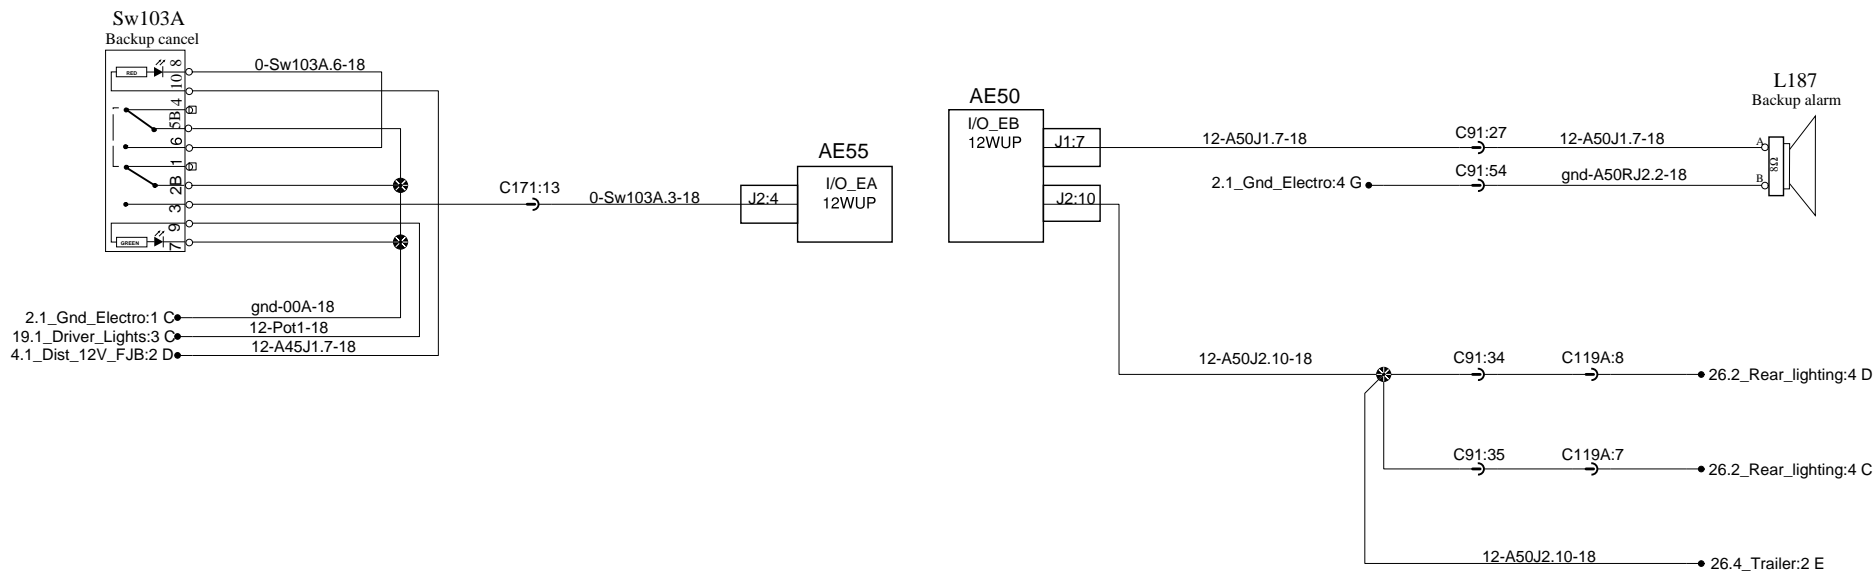 Sw103A
Backup cancel
RED
8
10
4
5B
6
1
2B
3
9
7
GREEN
1
0-Sw103A.6-18
2.1_Gnd_Electro:1 C
gnd-00A-18
19.1_Driver_Lights:3 C
12-Pot1-18
4.1_Dist_12V_FJB:2 D
12-A45J1.7-18
C171:13
0-Sw103A.3-18
AE55
J2:4
I/O_EA
12WUP
AE50
I/O_EB
12WUP
J1:7
J2:10
12-A50J1.7-18
C91:27
12-A50J1.7-18
2.1_Gnd_Electro:4 G
C91:54
gnd-A50RJ2.2-18
L187
Backup alarm
A
B
8Ω
12-A50J2.10-18
C91:34
C119A:8
26.2_Rear_lighting:4 D
C91:35
C119A:7
26.2_Rear_lighting:4 C
12-A50J2.10-18
26.4_Trailer:2 E